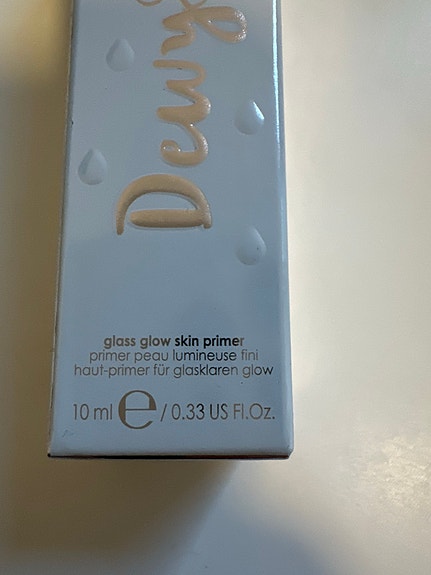 Dewy
glass glow skin primer
primer peau lumineuse fini
haut-primer für glasklaren glow
10 ml e / 0.33 US Fl.Oz.